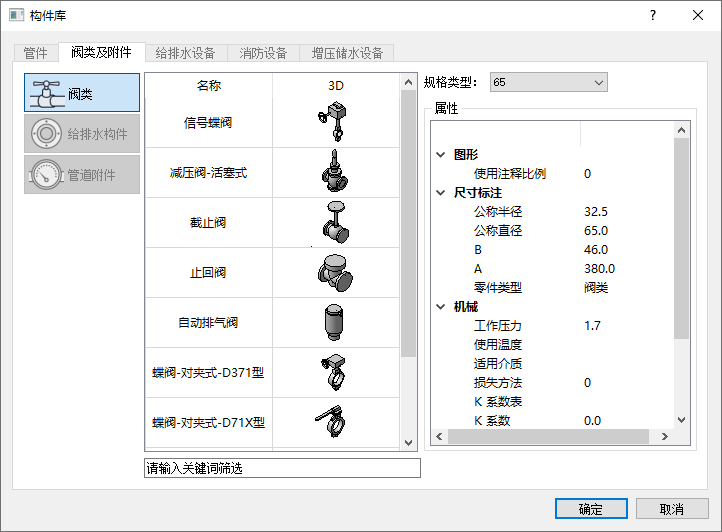 构件库
管件
阀类及附件
给排水设备
消防设备
增压储水设备
阀类
给排水构件
管道附件
名称
3D
信号蝶阀
减压阀-活塞式
截止阀
止回阀
自动排气阀
蝶阀-对夹式-D371型
蝶阀-对夹式-D71X型
请输入关键词筛选
规格类型:
65
属性
图形
使用注释比例 0
尺寸标注
公称半径 32.5
公称直径 65.0
B 46.0
A 380.0
零件类型 阀类
机械
工作压力 1.7
使用温度
适用介质
损失方法 0
K 系数表
K 系数 0.0
确定
取消